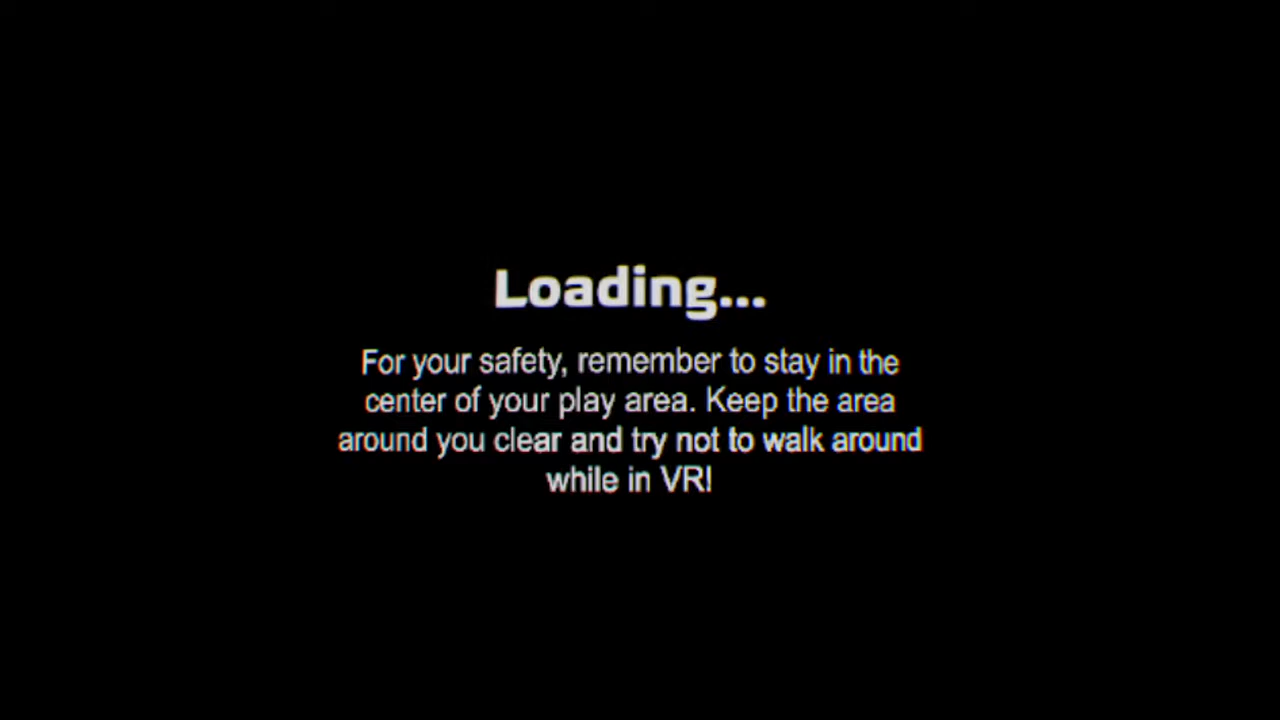 Loading...
For your safety, remember to stay in the
center of your play area. Keep the area
around you clear and try not to walk around
while in VR!